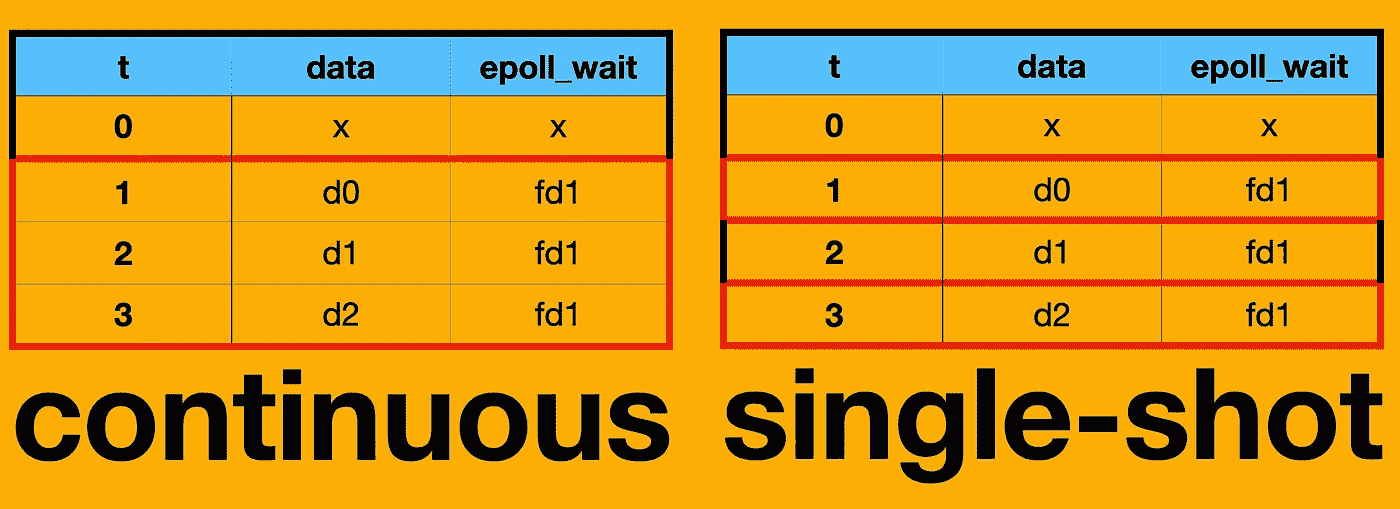 t data epoll_wait
0 x x
1 d0 fd1
2 d1 fd1
3 d2 fd1
continuous
t data epoll_wait
0 x x
1 d0 fd1
2 d1 fd1
3 d2 fd1
single-shot